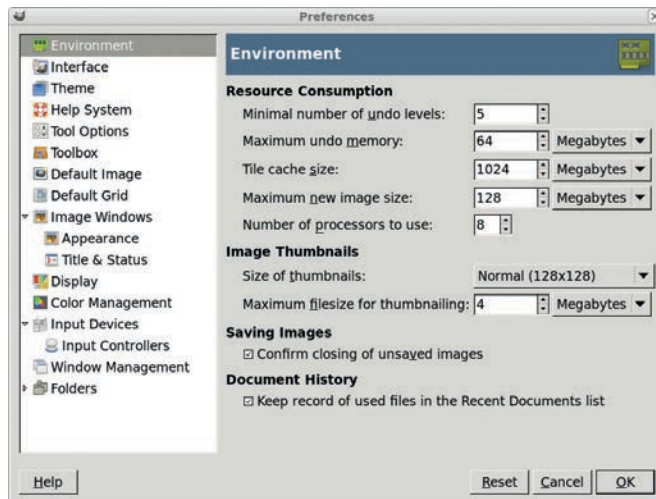 Preferences
Environment
Interface
Theme
Help System
Tool Options
Toolbox
Default Image
Default Grid
Image Windows
Appearance
Title & Status
Display
Color Management
Input Devices
Input Controllers
Window Management
Folders
Environment
Resource Consumption
Minimal number of undo levels: 5
Maximum undo memory: 64 Megabytes
Tile cache size: 1024 Megabytes
Maximum new image size: 128 Megabytes
Number of processors to use: 8
Image Thumbnails
Size of thumbnails: Normal (128x128)
Maximum filesize for thumbnailing: 4 Megabytes
Saving Images
Confirm closing of unsaved images
Document History
Keep record of used files in the Recent Documents list
Help Reset Cancel OK